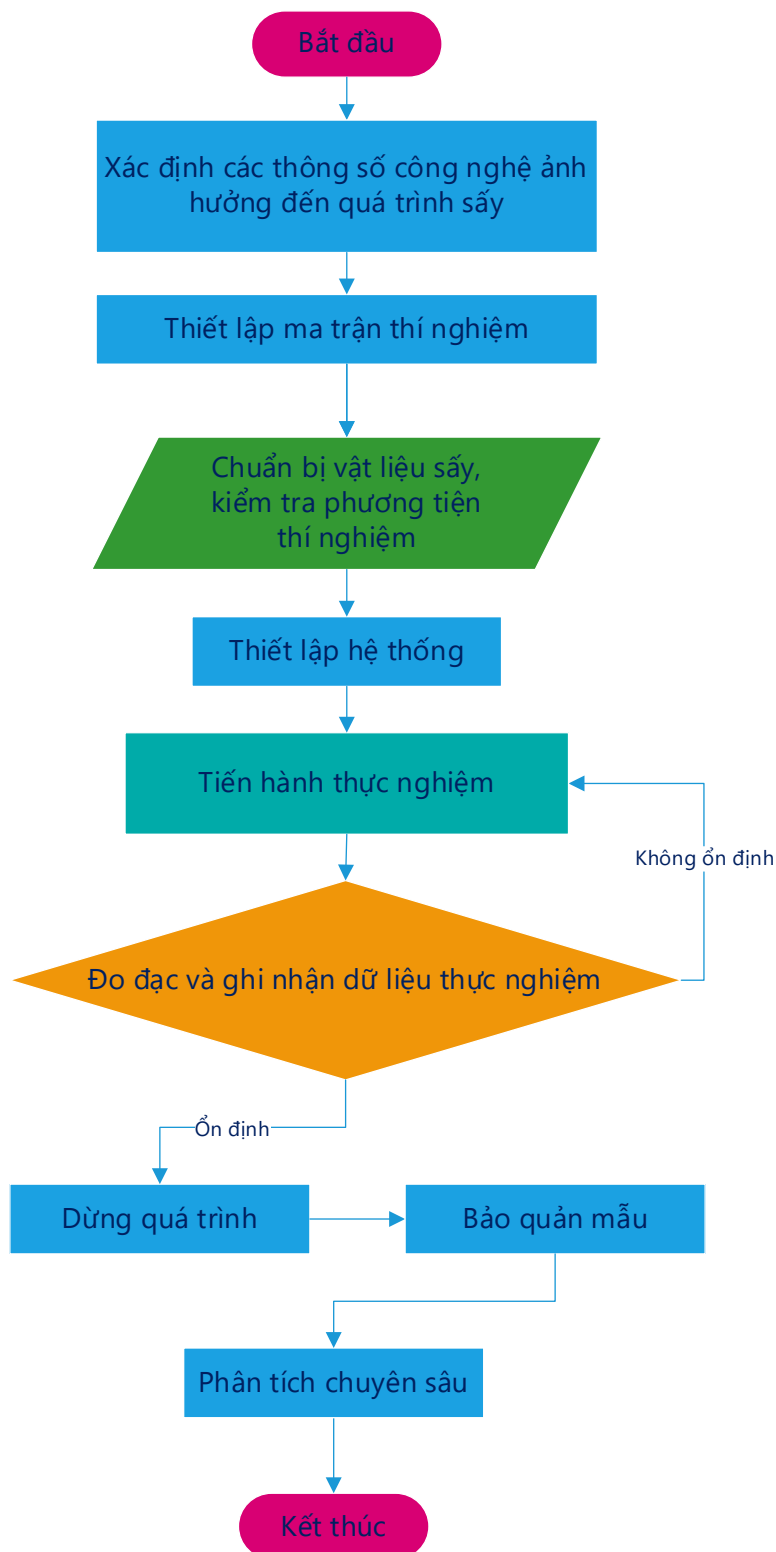 Bắt đầu
Xác định các thông số công nghệ ảnh
hưởng đến quá trình sấy
Thiết lập ma trận thí nghiệm
Chuẩn bị vật liệu sấy,
kiểm tra phương tiện
thí nghiệm
Thiết lập hệ thống
Tiến hành thực nghiệm
Không ổn định
Đo đạc và ghi nhận dữ liệu thực nghiệm
Ổn định
Dừng quá trình
Bảo quản mẫu
Phân tích chuyên sâu
Kết thúc